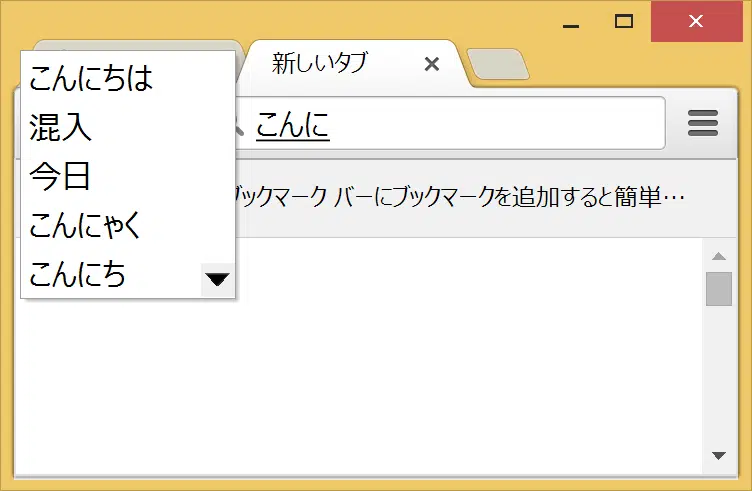 新しいタブ
こんに
こんにちは
混入
今日
こんにゃく
こんにち
ブックマーク バーにブックマークを追加すると簡単…